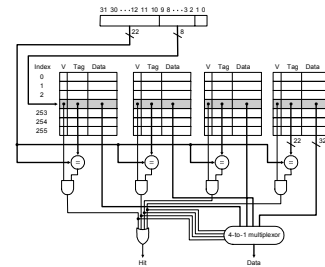 31 30 ··· 12 11 10 9 8 ··· 3 2 1 0
22
8
Index V Tag Data V Tag Data V Tag Data V Tag Data
0
1
2
253
254
255
22 32
= = = =
4-to-1 multiplexor
Hit Data